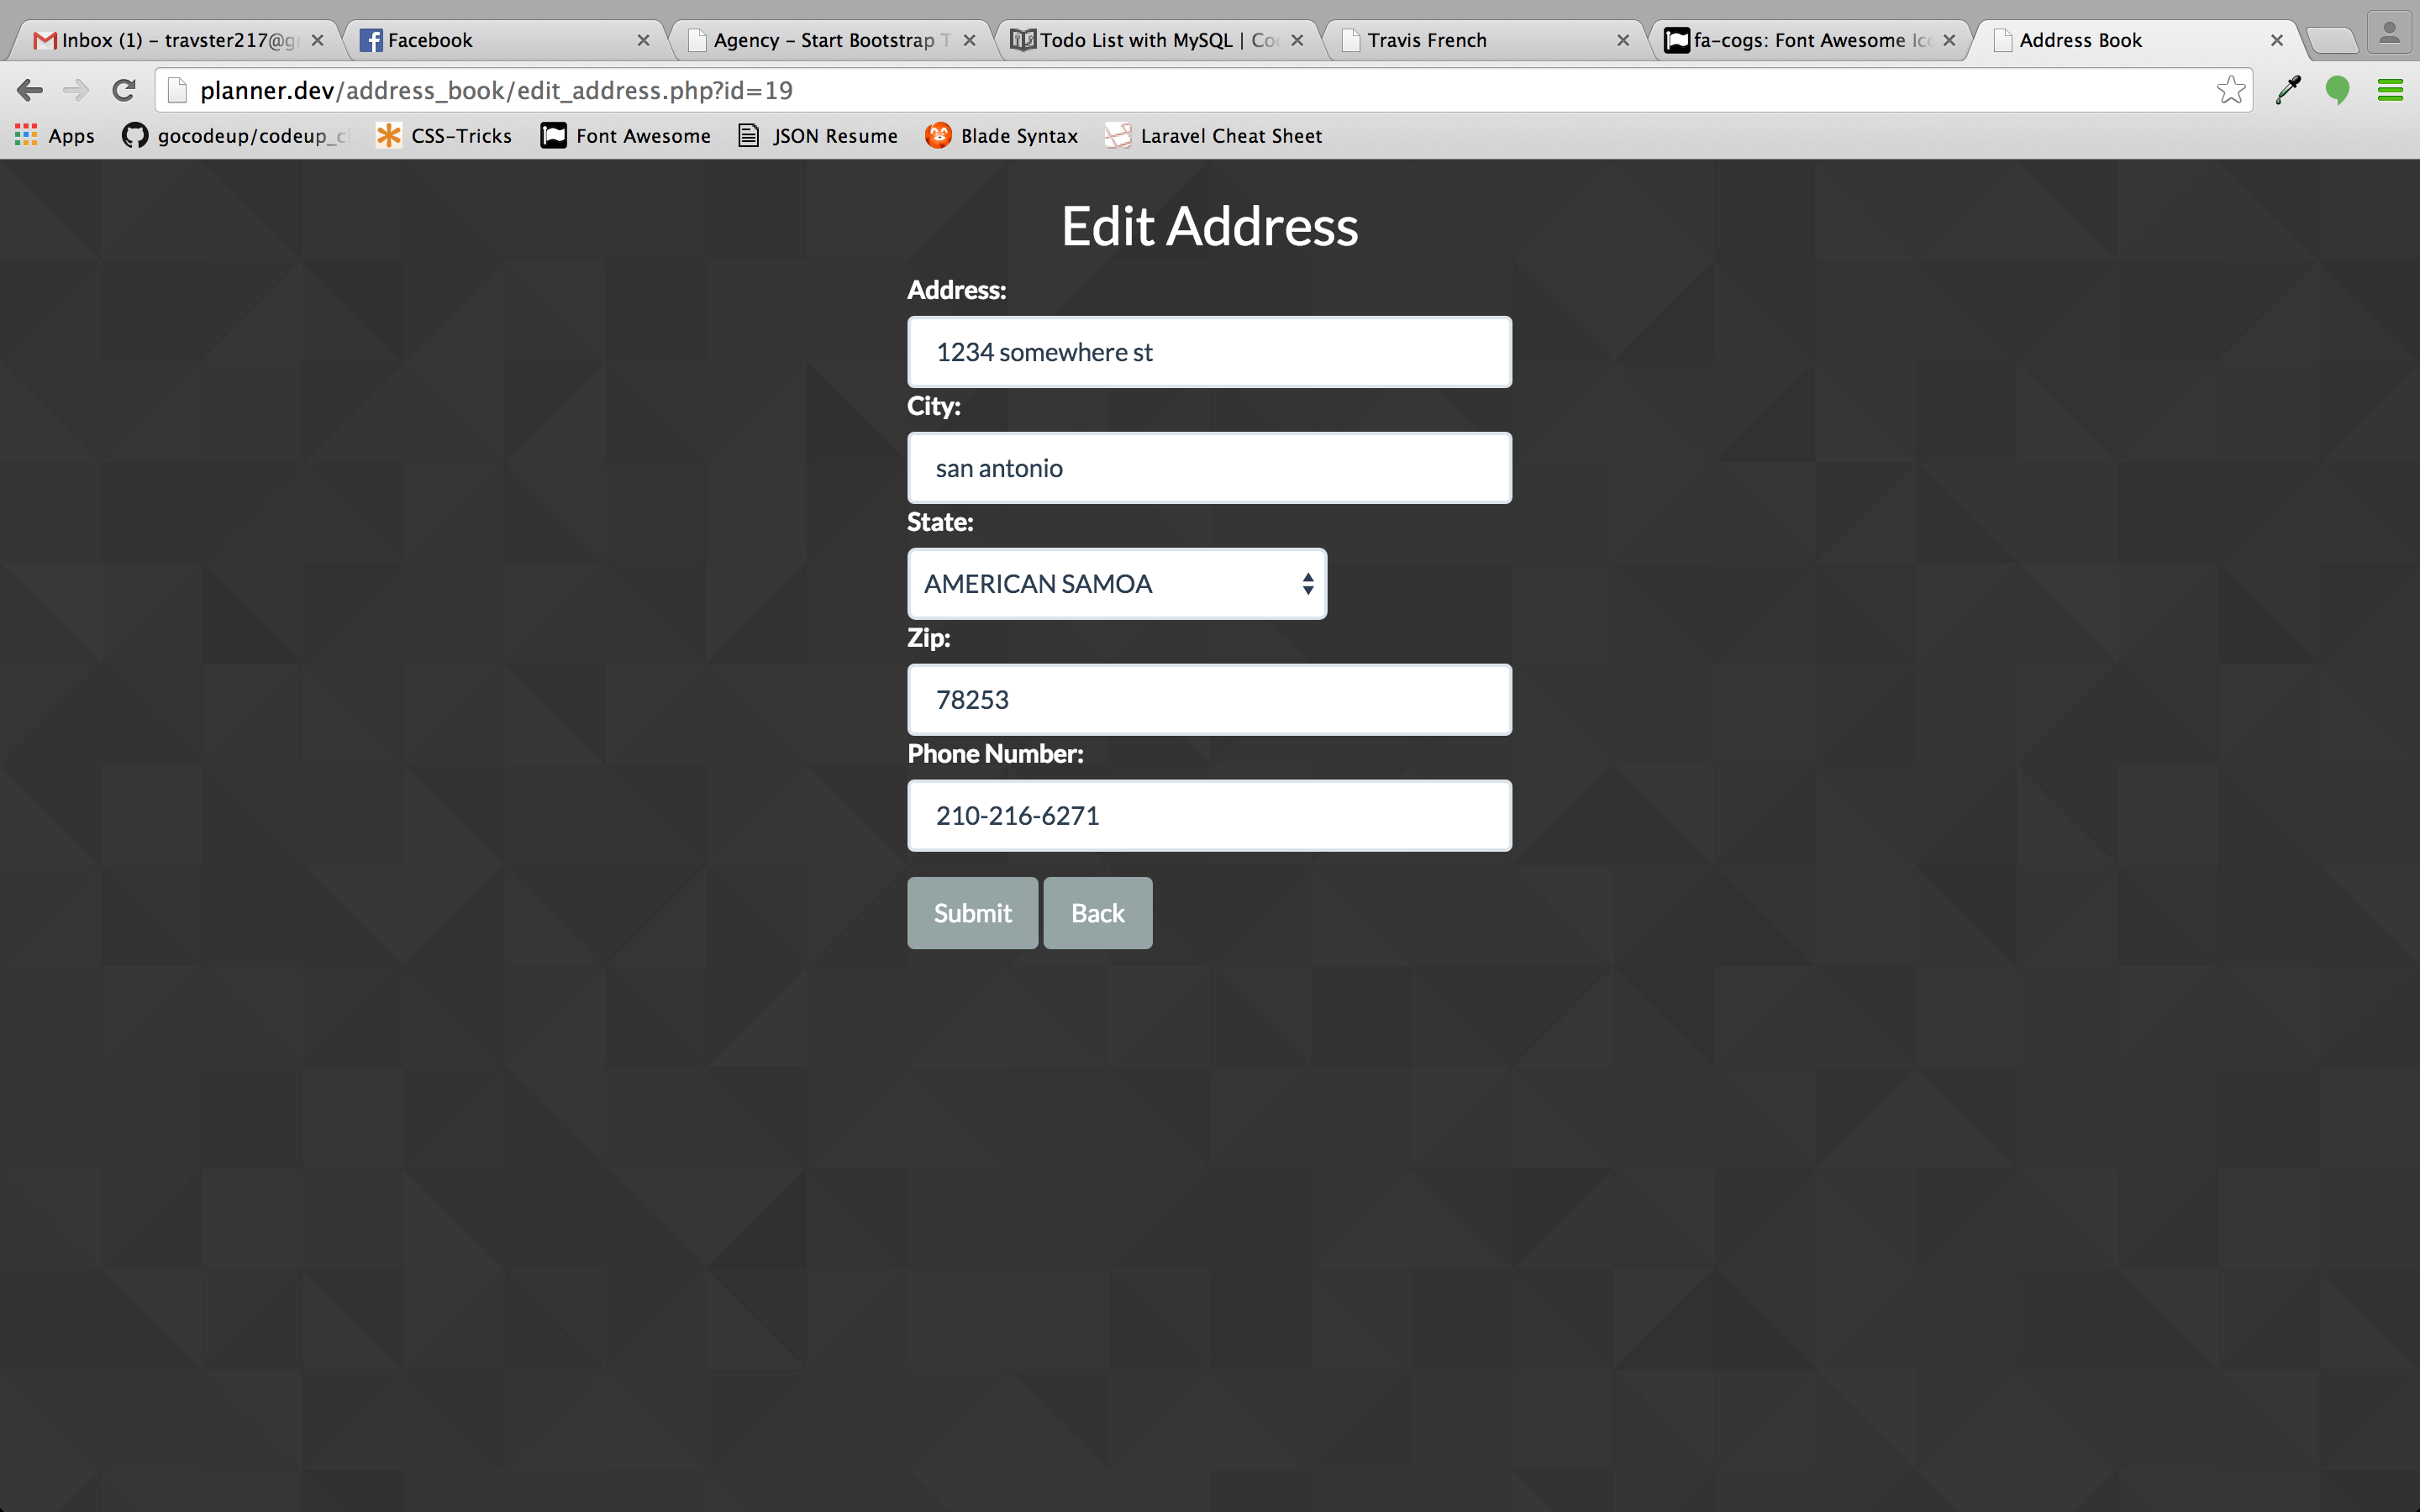 Inbox (1) – travster217@g
Facebook
Agency – Start Bootstrap T
Todo List with MySQL | Co
Travis French
fa-cogs: Font Awesome Ic
Address Book
planner.dev/address_book/edit_address.php?id=19
Apps
gocodeup/codeup_c
CSS-Tricks
Font Awesome
JSON Resume
Blade Syntax
Laravel Cheat Sheet
Edit Address
Address:
1234 somewhere st
City:
san antonio
State:
AMERICAN SAMOA
Zip:
78253
Phone Number:
210-216-6271
Submit
Back